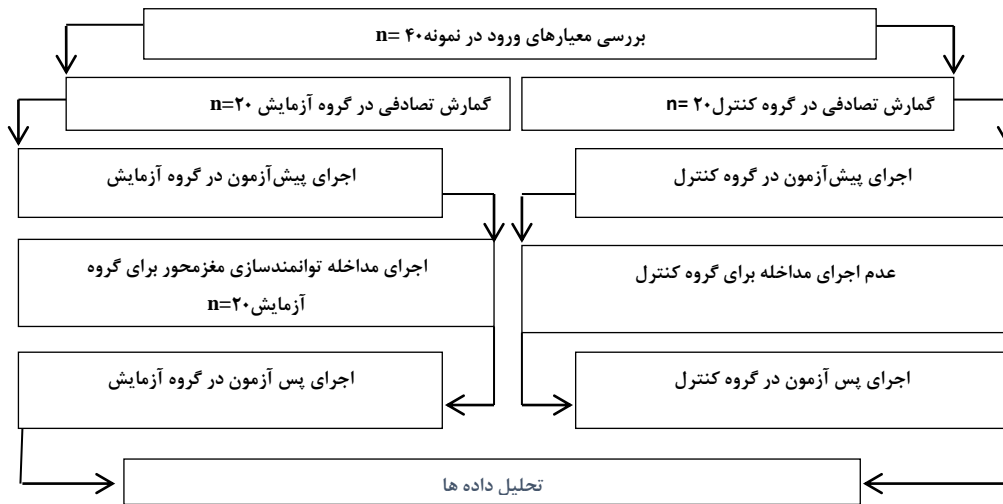 بررسی معیارهای ورود در نمونه۴۰ =n
گمارش تصادفی در گروه کنترل۲۰ =n
گمارش تصادفی در گروه آزمایش ۲۰=n
اجرای پیش‌آزمون در گروه کنترل
اجرای پیش‌آزمون در گروه آزمایش
عدم اجرای مداخله برای گروه کنترل
اجرای مداخله توانمندسازی مغزمحور برای گروه
آزمایش۲۰=n
اجرای پس آزمون در گروه کنترل
اجرای پس آزمون در گروه آزمایش
تحلیل داده ها